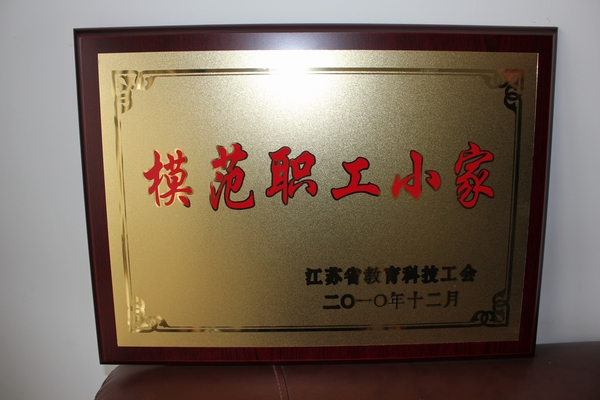 模范职工小家
江苏省教育科技工会
二〇一〇年十二月